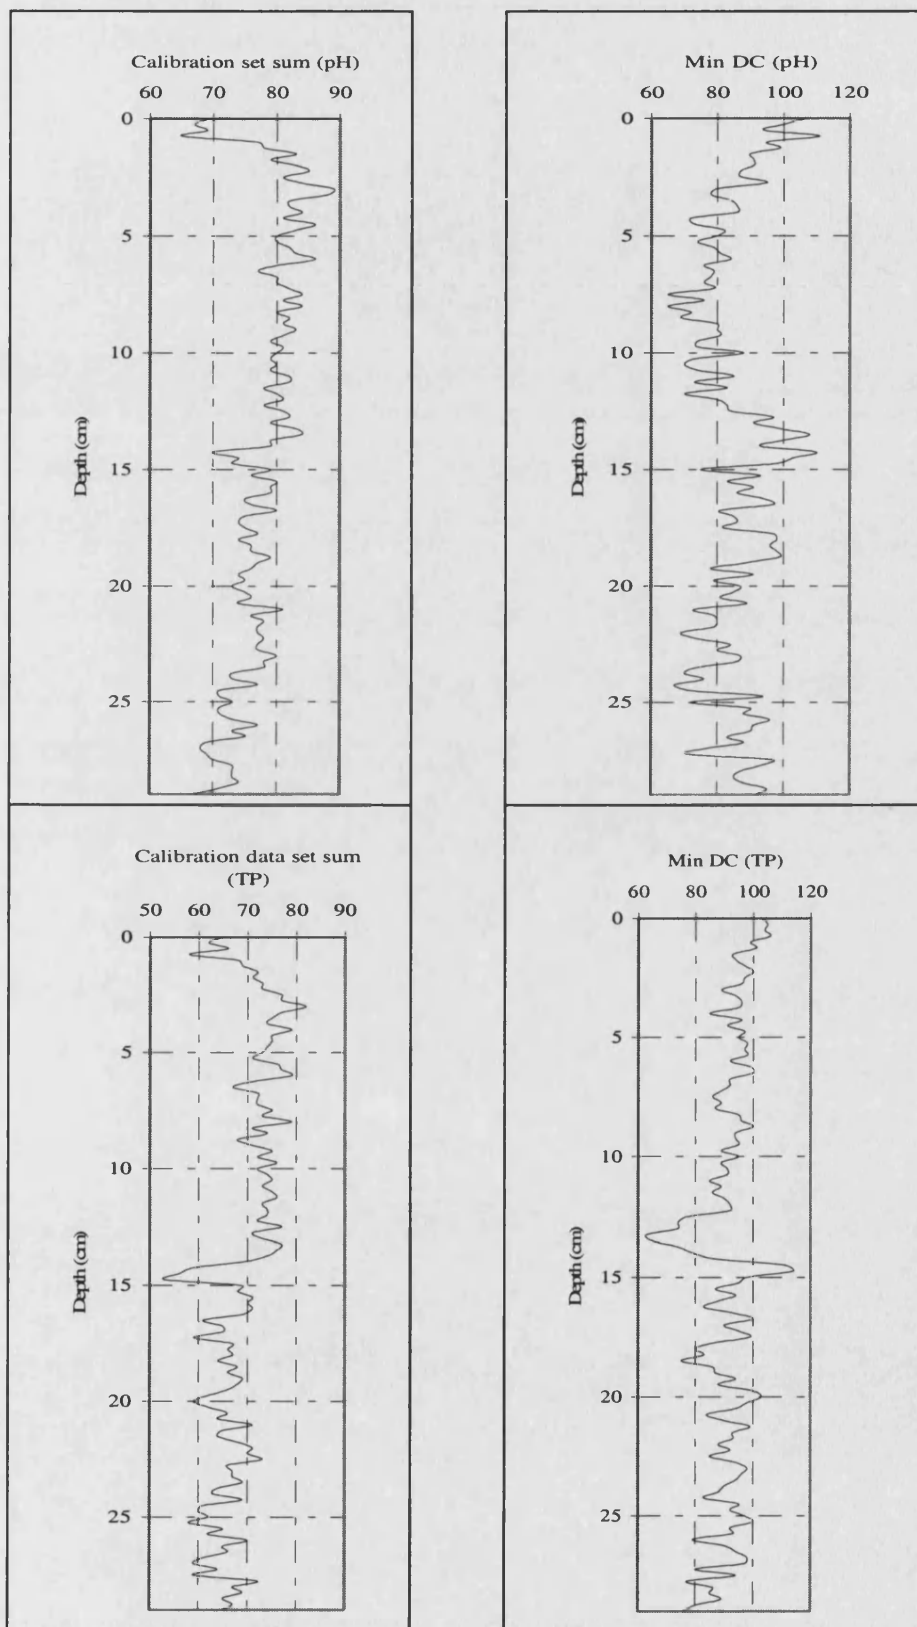 Calibration set sum (pH)
60 70 80 90
0
5
10
15
20
25
Depth (cm)
Min DC (pH)
60 80 100 120
0
5
10
15
20
25
Depth (cm)
Calibration data set sum
(TP)
50 60 70 80 90
0
5
10
15
20
25
Depth (cm)
Min DC (TP)
60 80 100 120
0
5
10
15
20
25
Depth (cm)